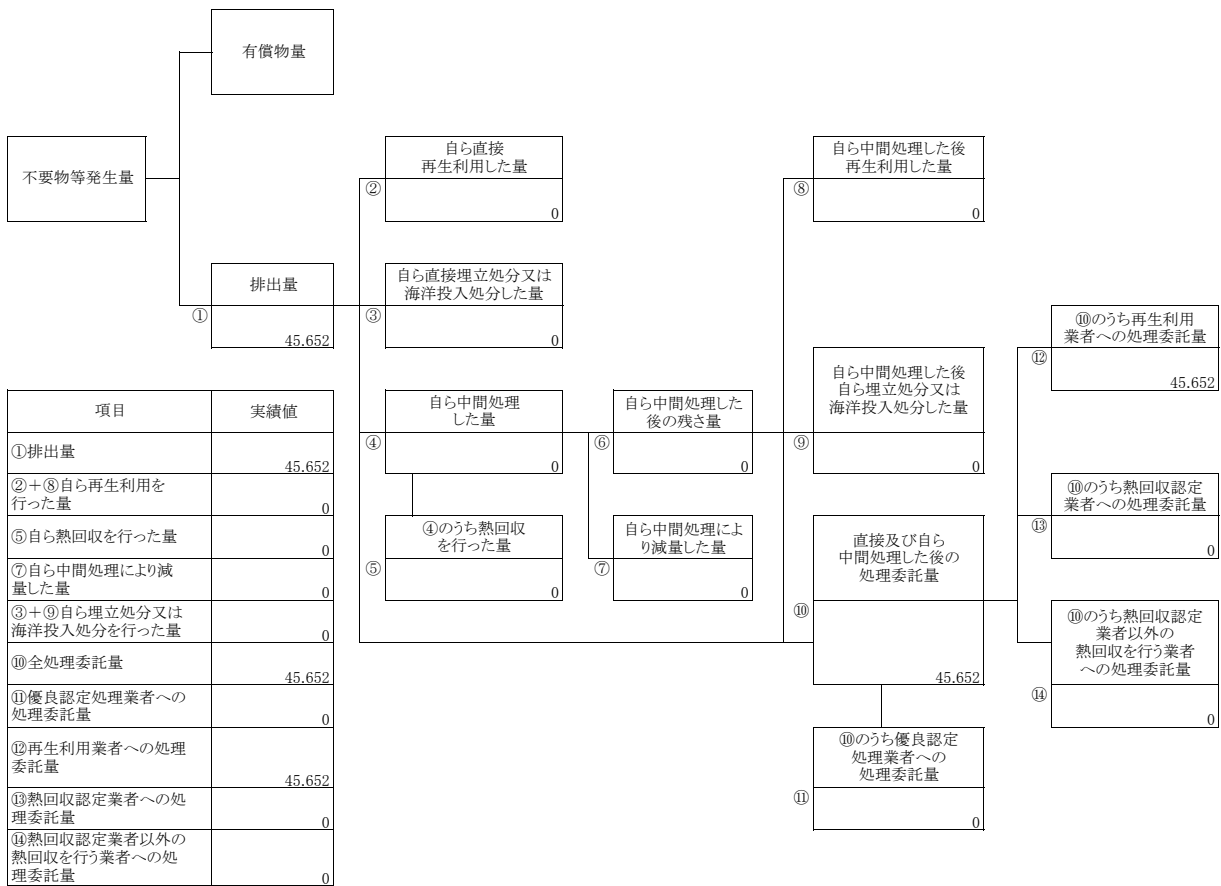 有償物量
不要物等発生量
自ら直接
再生利用した量
②
0
自ら中間処理した後
再生利用した量
⑧
0
排出量
①
45.652
自ら直接埋立処分又は
海洋投入処分した量
③
0
⑩のうち再生利用
業者への処理委託量
⑫
45.652
自ら中間処理
した量
④
0
自ら中間処理した
後の残さ量
⑥
0
自ら中間処理した後
自ら埋立処分又は
海洋投入処分した量
⑨
0
⑩のうち熱回収認定
業者への処理委託量
⑬
0
④のうち熱回収
を行った量
⑤
0
自ら中間処理によ
り減量した量
⑦
0
直接及び自ら
中間処理した後の
処理委託量
⑩
45.652
⑩のうち熱回収認定
業者以外の
熱回収を行う業者
への処理委託量
⑭
0
⑩のうち優良認定
処理業者への
処理委託量
⑪
0
項目 実績値
①排出量
45.652
②＋⑧自ら再生利用を
行った量
0
⑤自ら熱回収を行った量
0
⑦自ら中間処理により減
量した量
0
③＋⑨自ら埋立処分又は
海洋投入処分を行った量
0
⑩全処理委託量
45.652
⑪優良認定処理業者への
処理委託量
0
⑫再生利用業者への処理
委託量
45.652
⑬熱回収認定業者への処
理委託量
0
⑭熱回収認定業者以外の
熱回収を行う業者への処
理委託量
0